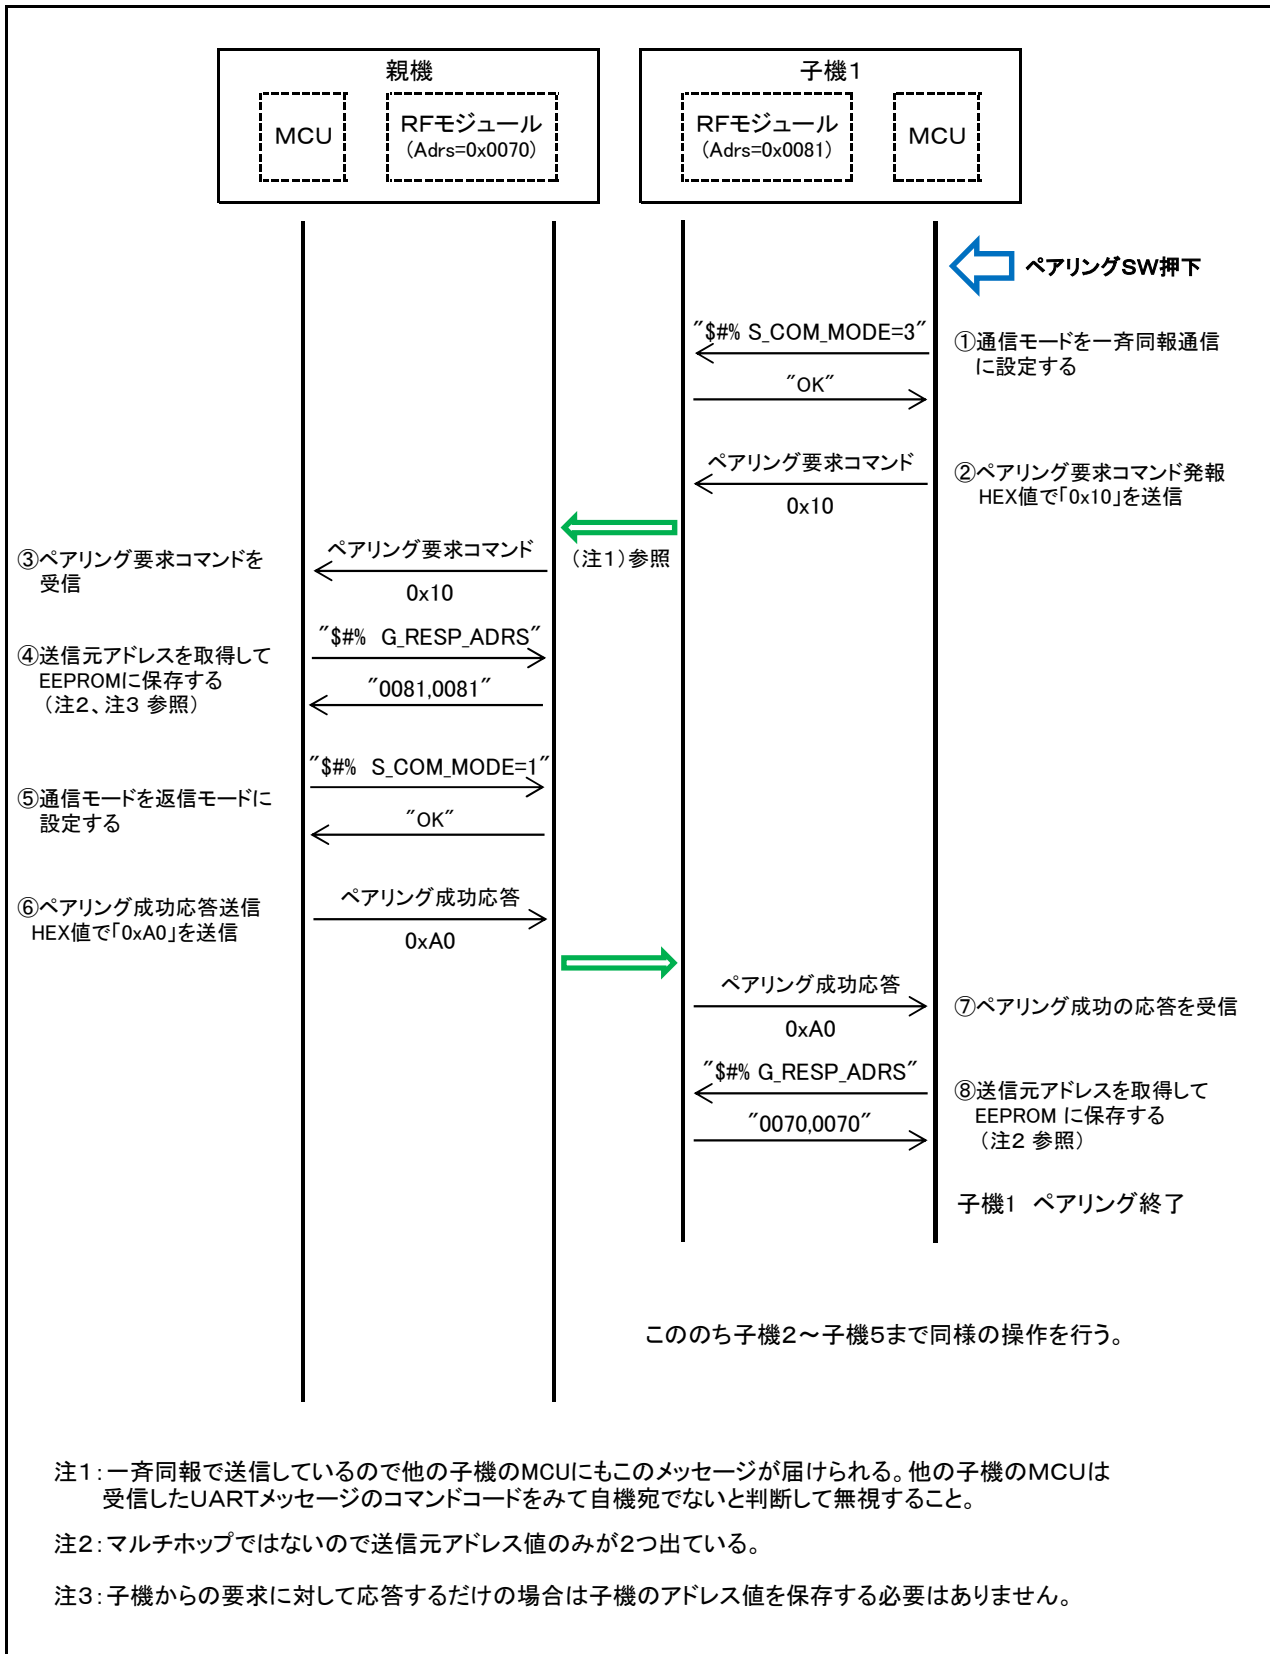 親機
子機1
MCU
RFモジュール
(Adrs=0x0070)
RFモジュール
(Adrs=0x0081)
MCU
ペアリングSW押下
"$#% S_COM_MODE=3"
①通信モードを一斉同報通信
に設定する
"OK"
ペアリング要求コマンド
0x10
②ペアリング要求コマンド発報
HEX値で「0x10」を送信
(注1)参照
③ペアリング要求コマンドを
受信
ペアリング要求コマンド
0x10
"$#% G_RESP_ADRS"
④送信元アドレスを取得して
EEPROMに保存する
(注2、注3 参照)
"0081,0081"
"$#% S_COM_MODE=1"
⑤通信モードを返信モードに
設定する
"OK"
⑥ペアリング成功応答送信
HEX値で「0xA0」を送信
ペアリング成功応答
0xA0
ペアリング成功応答
0xA0
⑦ペアリング成功の応答を受信
"$#% G_RESP_ADRS"
⑧送信元アドレスを取得して
EEPROM に保存する
(注2 参照)
"0070,0070"
子機1 ペアリング終了
こののち子機2～子機5まで同様の操作を行う。
注1:一斉同報で送信しているので他の子機のMCUにもこのメッセージが届けられる。他の子機のMCUは
受信したUARTメッセージのコマンドコードをみて自機宛でないと判断して無視すること。
注2:マルチホップではないので送信元アドレス値のみが2つ出ている。
注3:子機からの要求に対して応答するだけの場合は子機のアドレス値を保存する必要はありません。